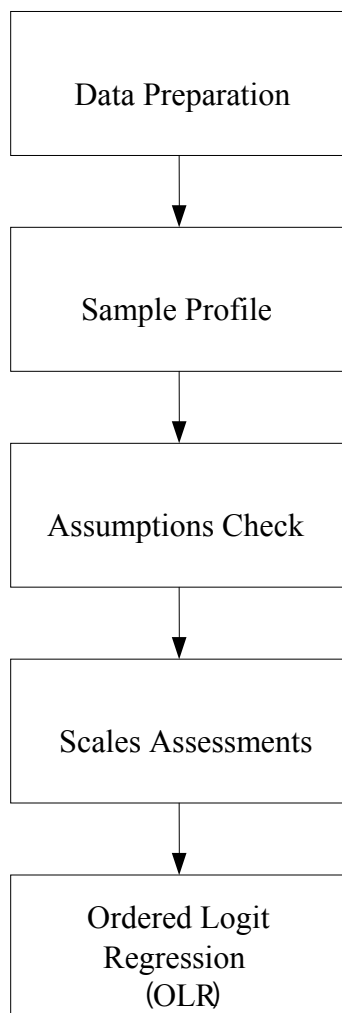 Data Preparation
Sample Profile
Assumptions Check
Scales Assessments
Ordered Logit
Regression
(OLR)